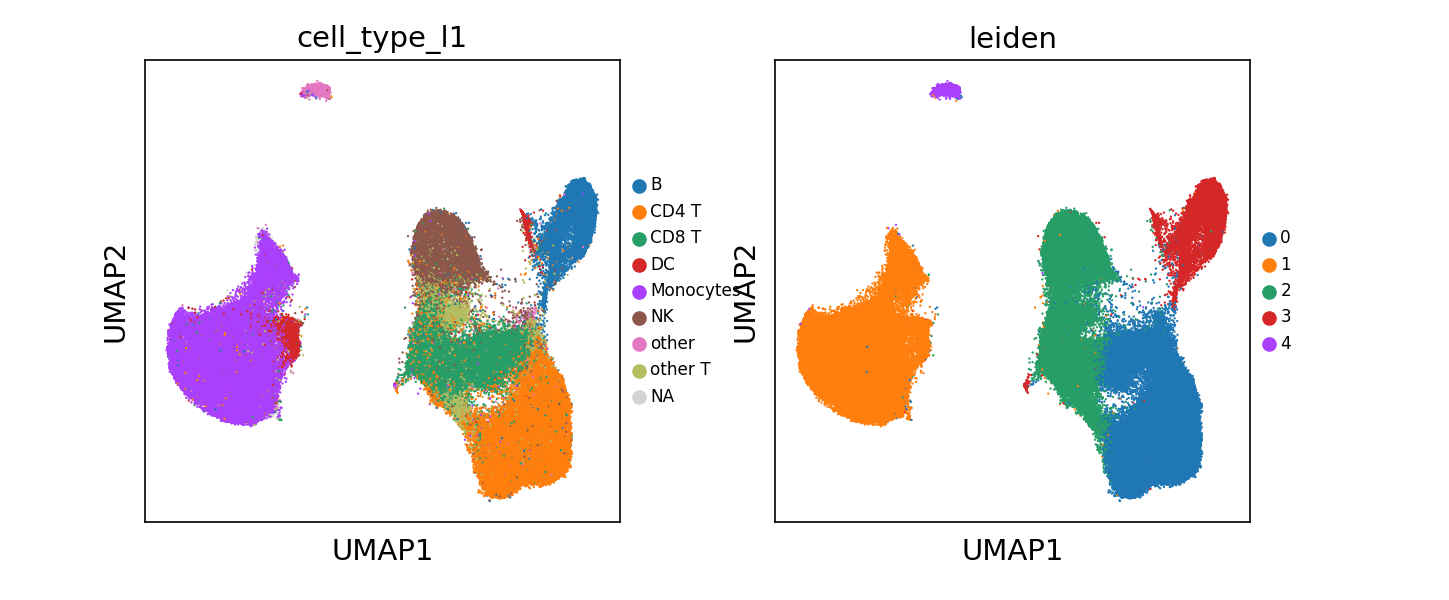 cell_type_l1
UMAP2
UMAP1
B
CD4 T
CD8 T
DC
Monocytes
NK
other
other T
NA
leiden
UMAP2
UMAP1
0
1
2
3
4